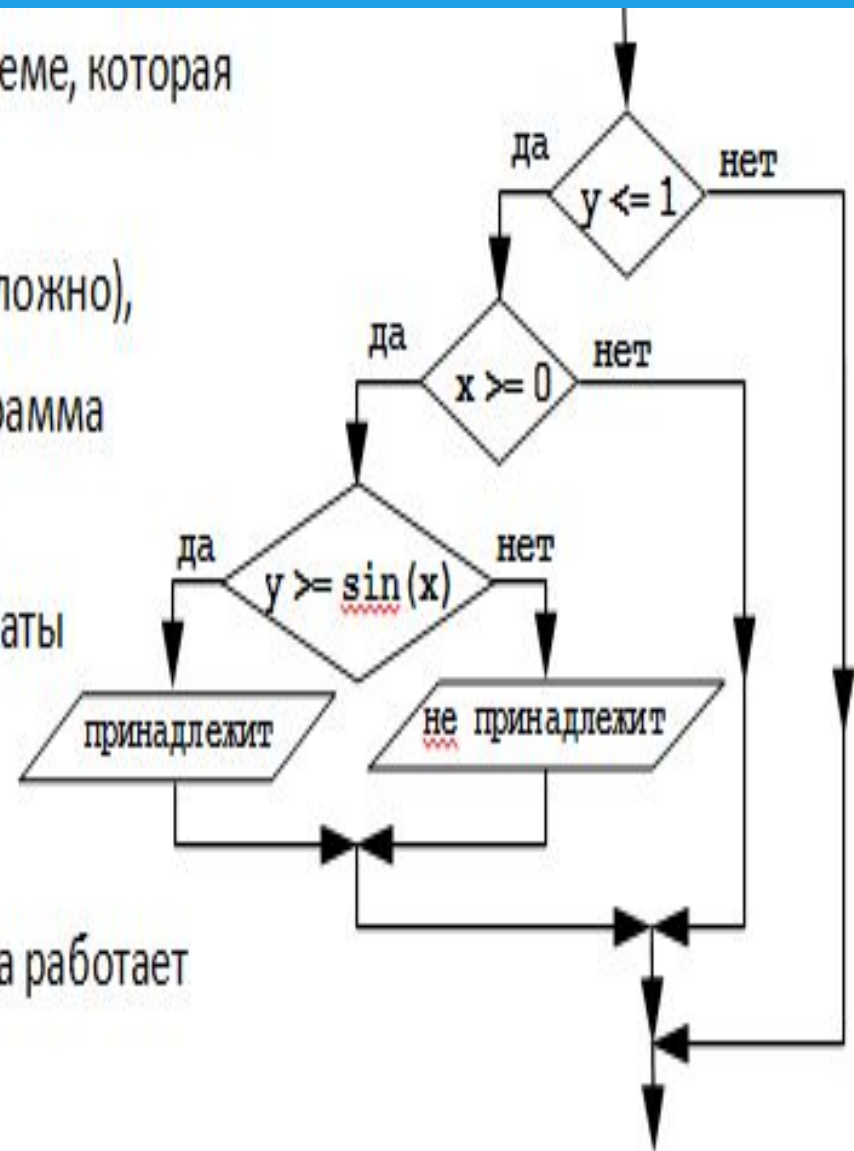 еме, которая
ложно),
рамма
аты
а работает
да
нет
y <= 1
да
нет
x >= 0
да
нет
y >= sin(x)
принадлежит
не принадлежит